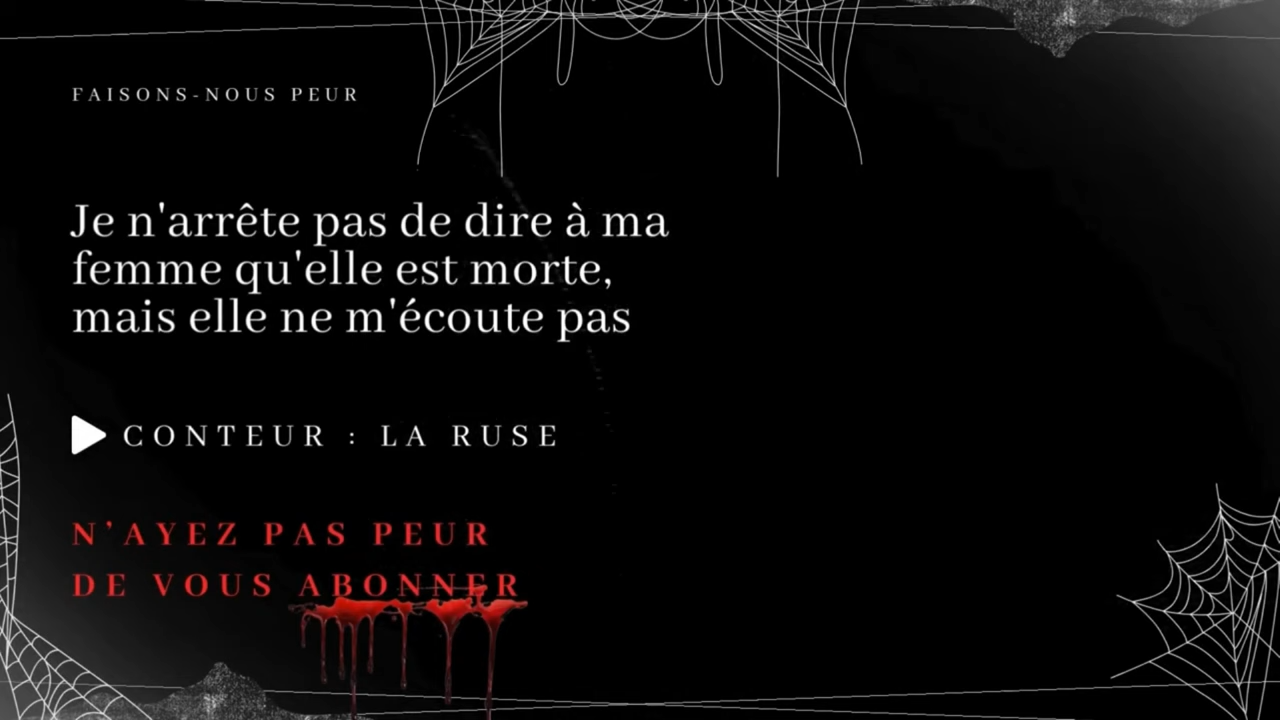 FAISONS-NOUS PEUR
Je n'arrête pas de dire à ma
femme qu'elle est morte,
mais elle ne m'écoute pas
CONTEUR : LA RUSE
N'AYEZ PAS PEUR
DE VOUS ABONNER